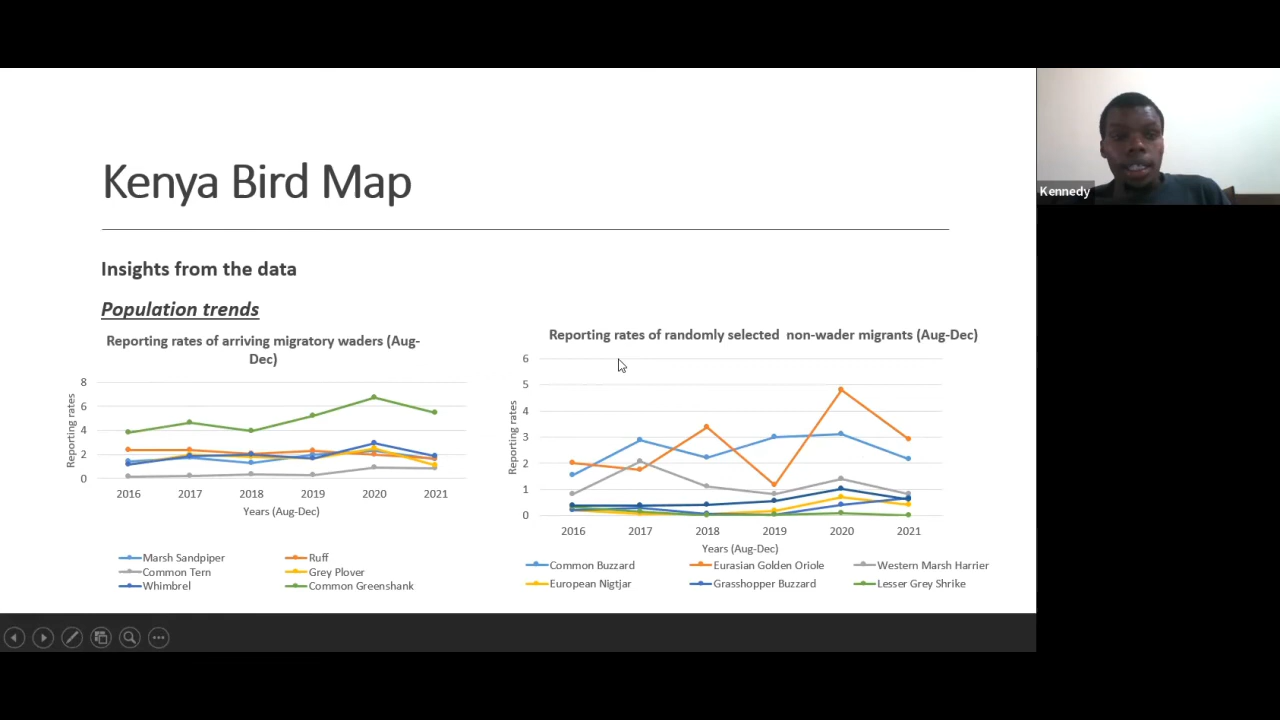 Kenya Bird Map
Kennedy
Insights from the data
Population trends
Reporting rates of arriving migratory waders (Aug-
Dec)
8
6
4
2
0
Reporting rates
2016 2017 2018 2019 2020 2021
Years (Aug-Dec)
Marsh Sandpiper Ruff
Common Tern Grey Plover
Whimbrel Common Greenshank
Reporting rates of randomly selected non-wader migrants (Aug-Dec)
6
5
4
3
2
1
0
Reporting rates
2016 2017 2018 2019 2020 2021
Years (Aug-Dec)
Common Buzzard Eurasian Golden Oriole Western Marsh Harrier
European Nigtjar Grasshopper Buzzard Lesser Grey Shrike